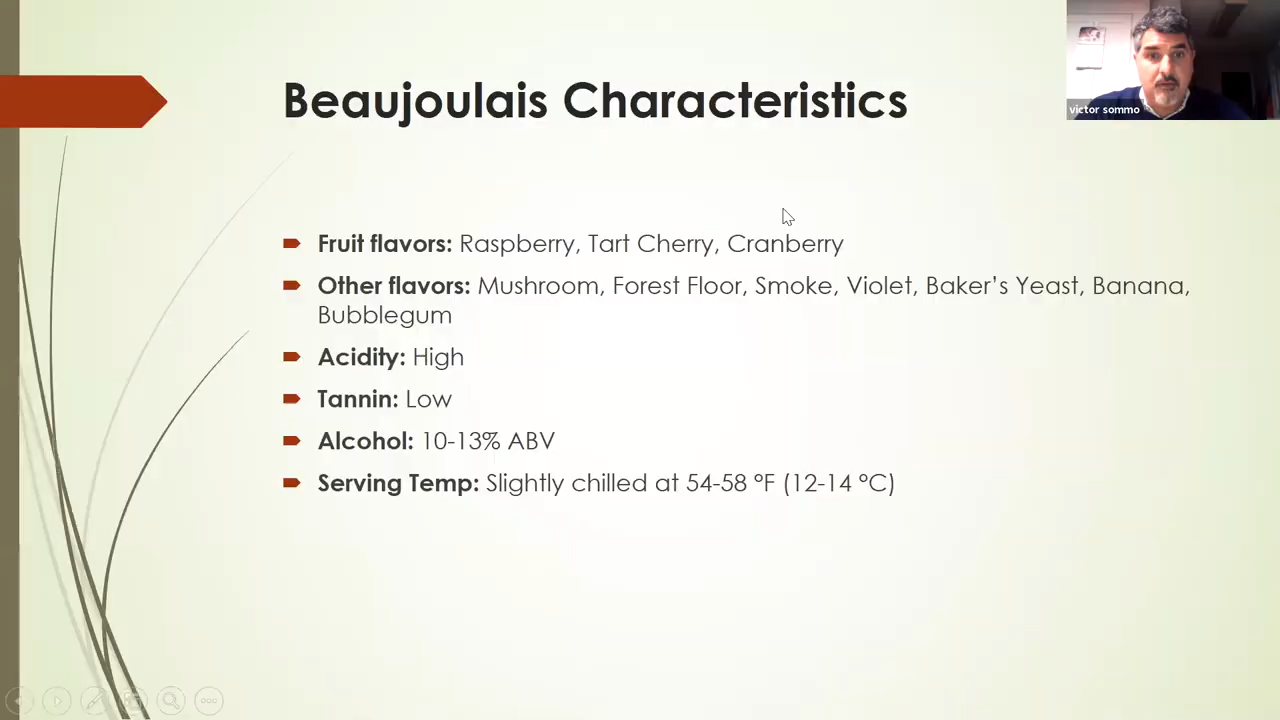 Beaujoulais Characteristics
victor sommo
Fruit flavors: Raspberry, Tart Cherry, Cranberry
Other flavors: Mushroom, Forest Floor, Smoke, Violet, Baker’s Yeast, Banana,
Bubblegum
Acidity: High
Tannin: Low
Alcohol: 10-13% ABV
Serving Temp: Slightly chilled at 54-58 °F (12-14 °C)